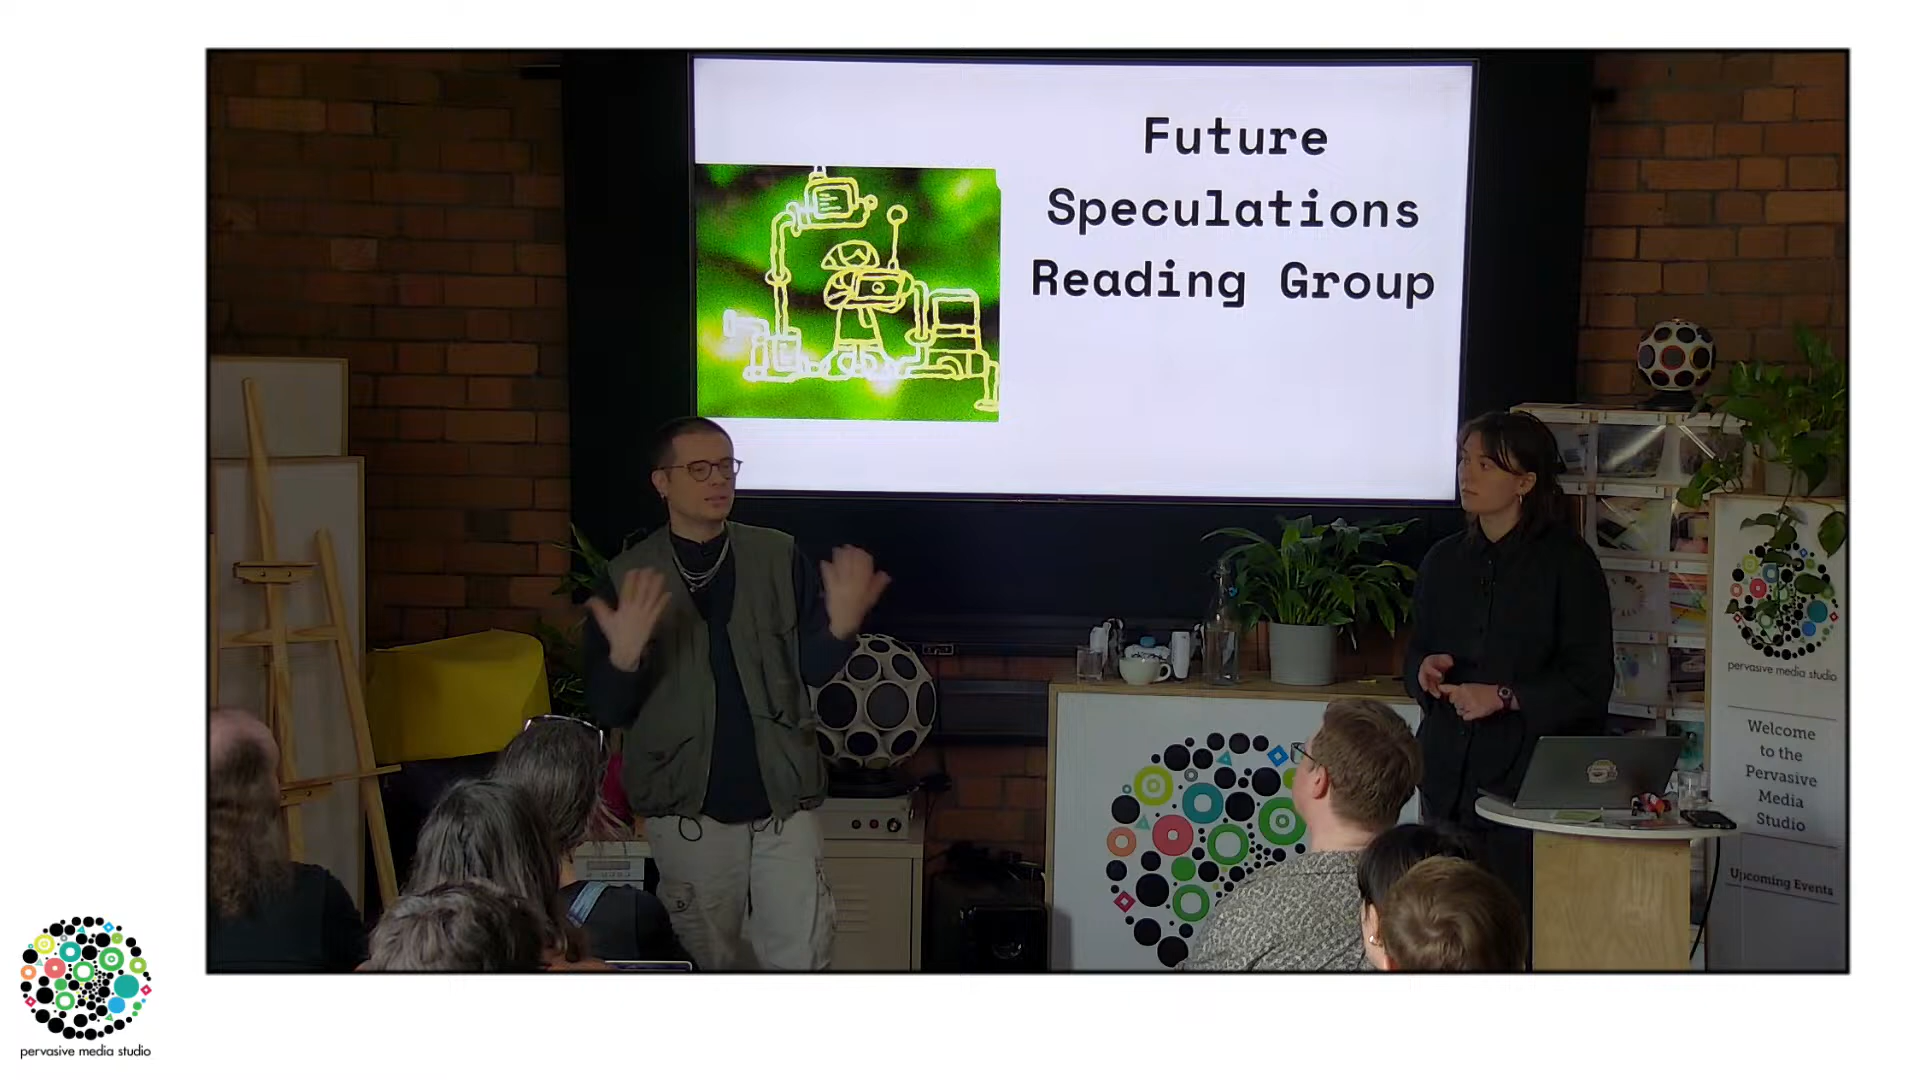 Future
Speculations
Reading Group
pervasive media studio
Welcome
to the
Pervasive
Media
Studio
Upcoming Events
pervasive media studio